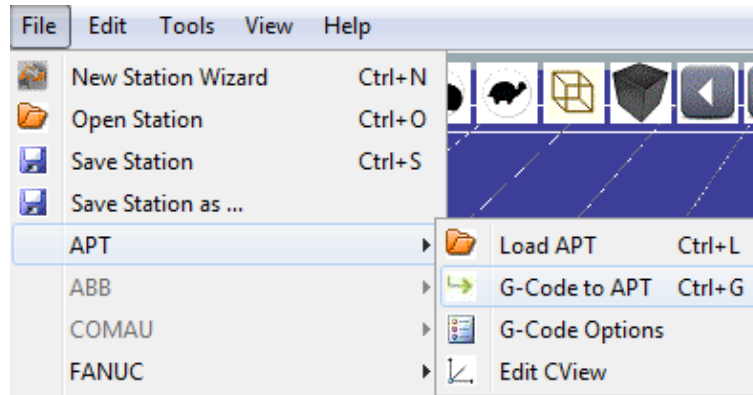 File Edit Tools View Help
New Station Wizard Ctrl+N
Open Station Ctrl+O
Save Station Ctrl+S
Save Station as ...
APT
Load APT Ctrl+L
ABB
G-Code to APT Ctrl+G
COMAU
G-Code Options
FANUC
Edit CView